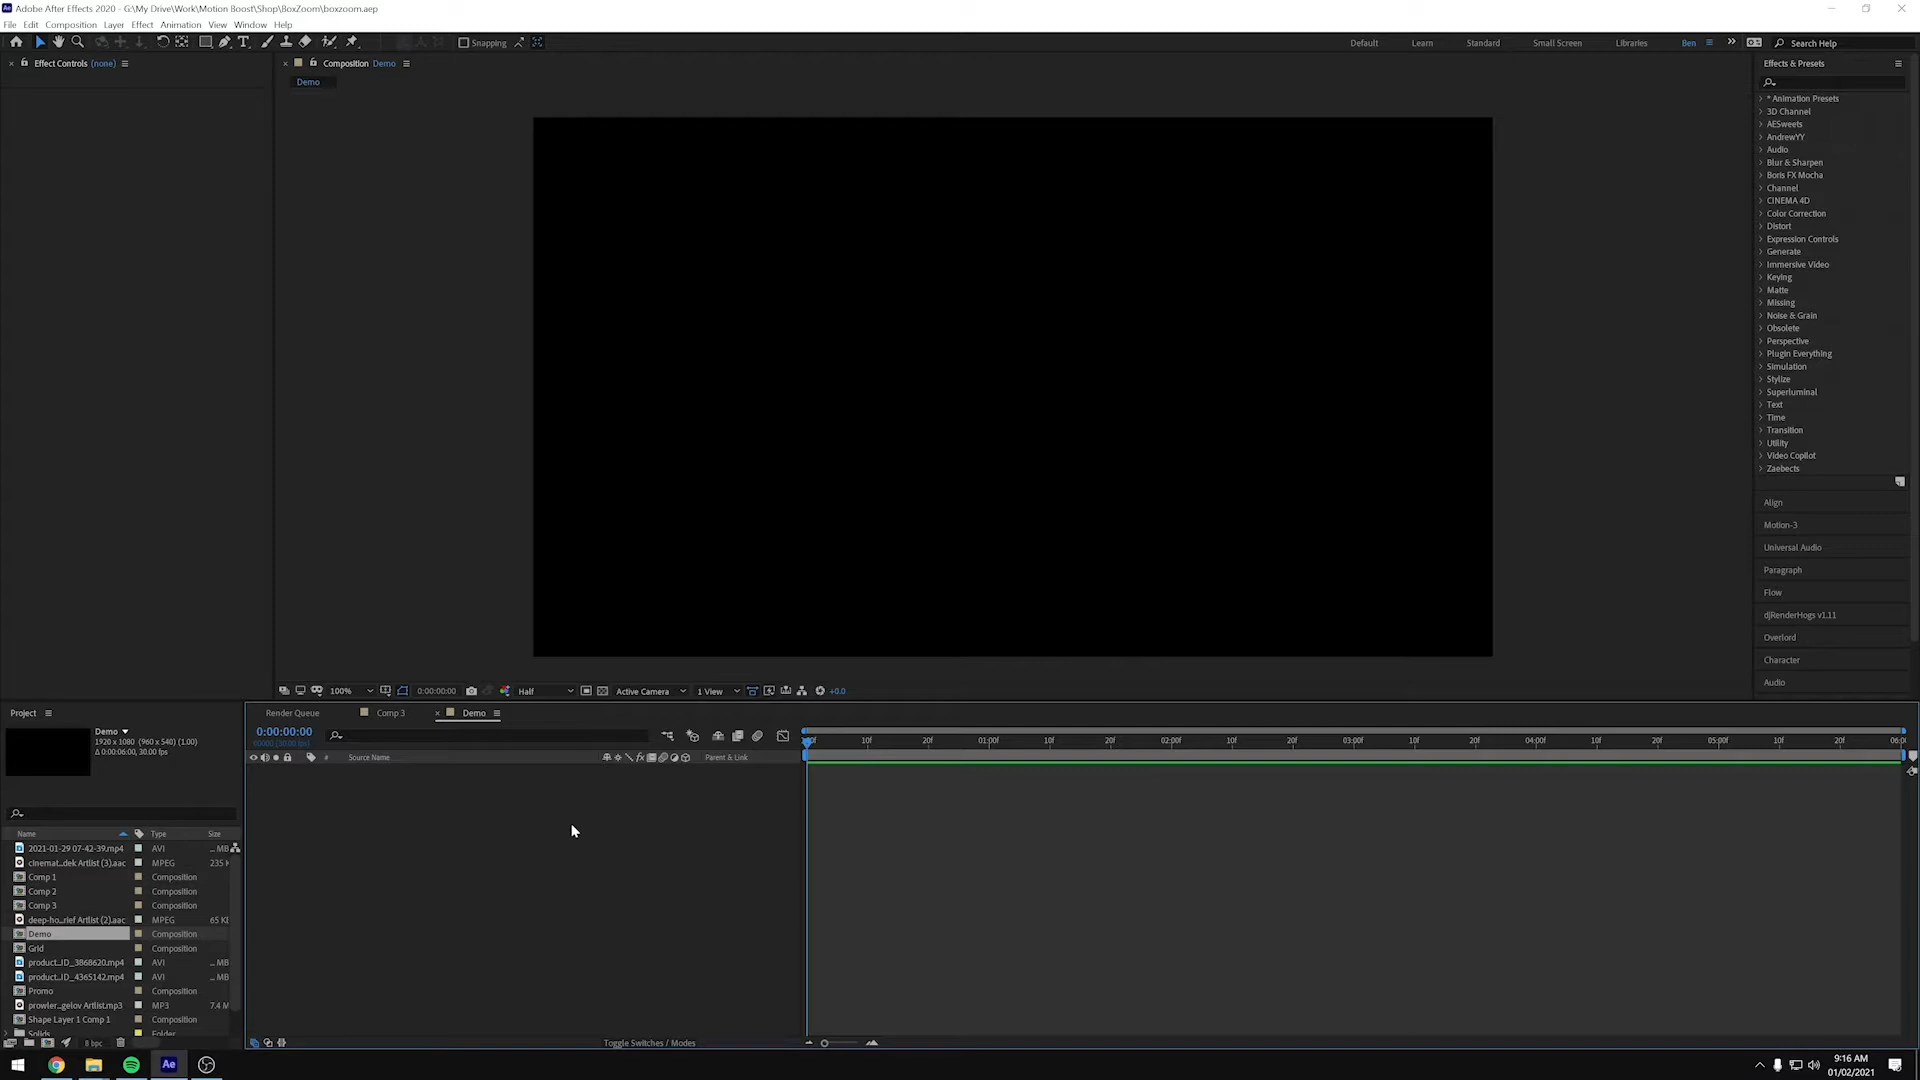 Adobe After Effects 2020 - G:\My Drive\Work\Motion Boost\Shop\BoxZoom\boxzoom.aep
File Edit Composition Layer Effect Animation View Window Help
Snapping
Default Learn Standard Small Screen Libraries Ben Search Help
Effect Controls (none)
Composition Demo
Demo
Effects & Presets
* Animation Presets
3D Channel
AESweets
AndrewYY
Audio
Blur & Sharpen
Boris FX Mocha
Channel
CINEMA 4D
Color Correction
Distort
Expression Controls
Generate
Immersive Video
Keying
Matte
Missing
Noise & Grain
Obsolete
Perspective
Plugin Everything
Simulation
Stylize
Superluminal
Text
Time
Transition
Utility
Video Copilot
Zaebects
Align
Motion-3
Universal Audio
Paragraph
Flow
djRenderHogs v1.11
Overlord
Character
Audio
100% 0:00:00:00 Half Active Camera 1 View +0.0
Project
Demo
1920 x 1080 (960 x 540) (1.00)
Δ 0:00:06:00, 30.00 fps
Name Type Size
2021-01-29 07-42-39.mp4 AVI ... MB
cinemat...dek Artlist (3).aac MPEG 235 K
Comp 1 Composition
Comp 2 Composition
Comp 3 Composition
deep-ho...rief Artlist (2).aac MPEG 65 KE
Demo Composition
Grid Composition
product...ID_3868620.mp4 AVI ... MB
product...ID_4365142.mp4 AVI ... MB
Promo Composition
prowler...gelov Artlist.mp3 MP3 7.4 M
Shape Layer 1 Comp 1 Composition
Solids Folder
8 bpc
Render Queue Comp 3 Demo
0:00:00:00
00000 (30.00 fps)
# Source Name fx Parent & Link
10f 20f 01:00f 10f 20f 02:00f 10f 20f 03:00f 10f 20f 04:00f 10f 20f 05:00f 10f 20f 06:0
Toggle Switches / Modes
Ae
9:16 AM
01/02/2021